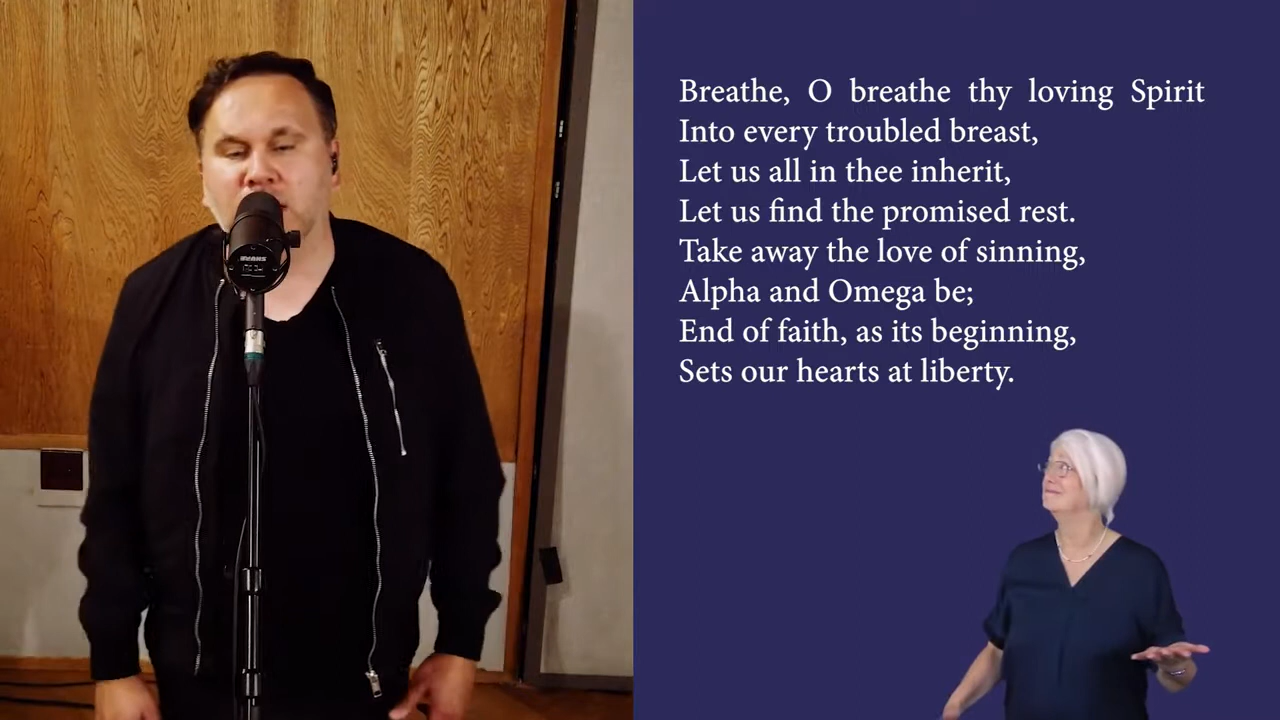 Breathe, O breathe thy loving Spirit
Into every troubled breast,
Let us all in thee inherit,
Let us find the promised rest.
Take away the love of sinning,
Alpha and Omega be;
End of faith, as its beginning,
Sets our hearts at liberty.
SHURE